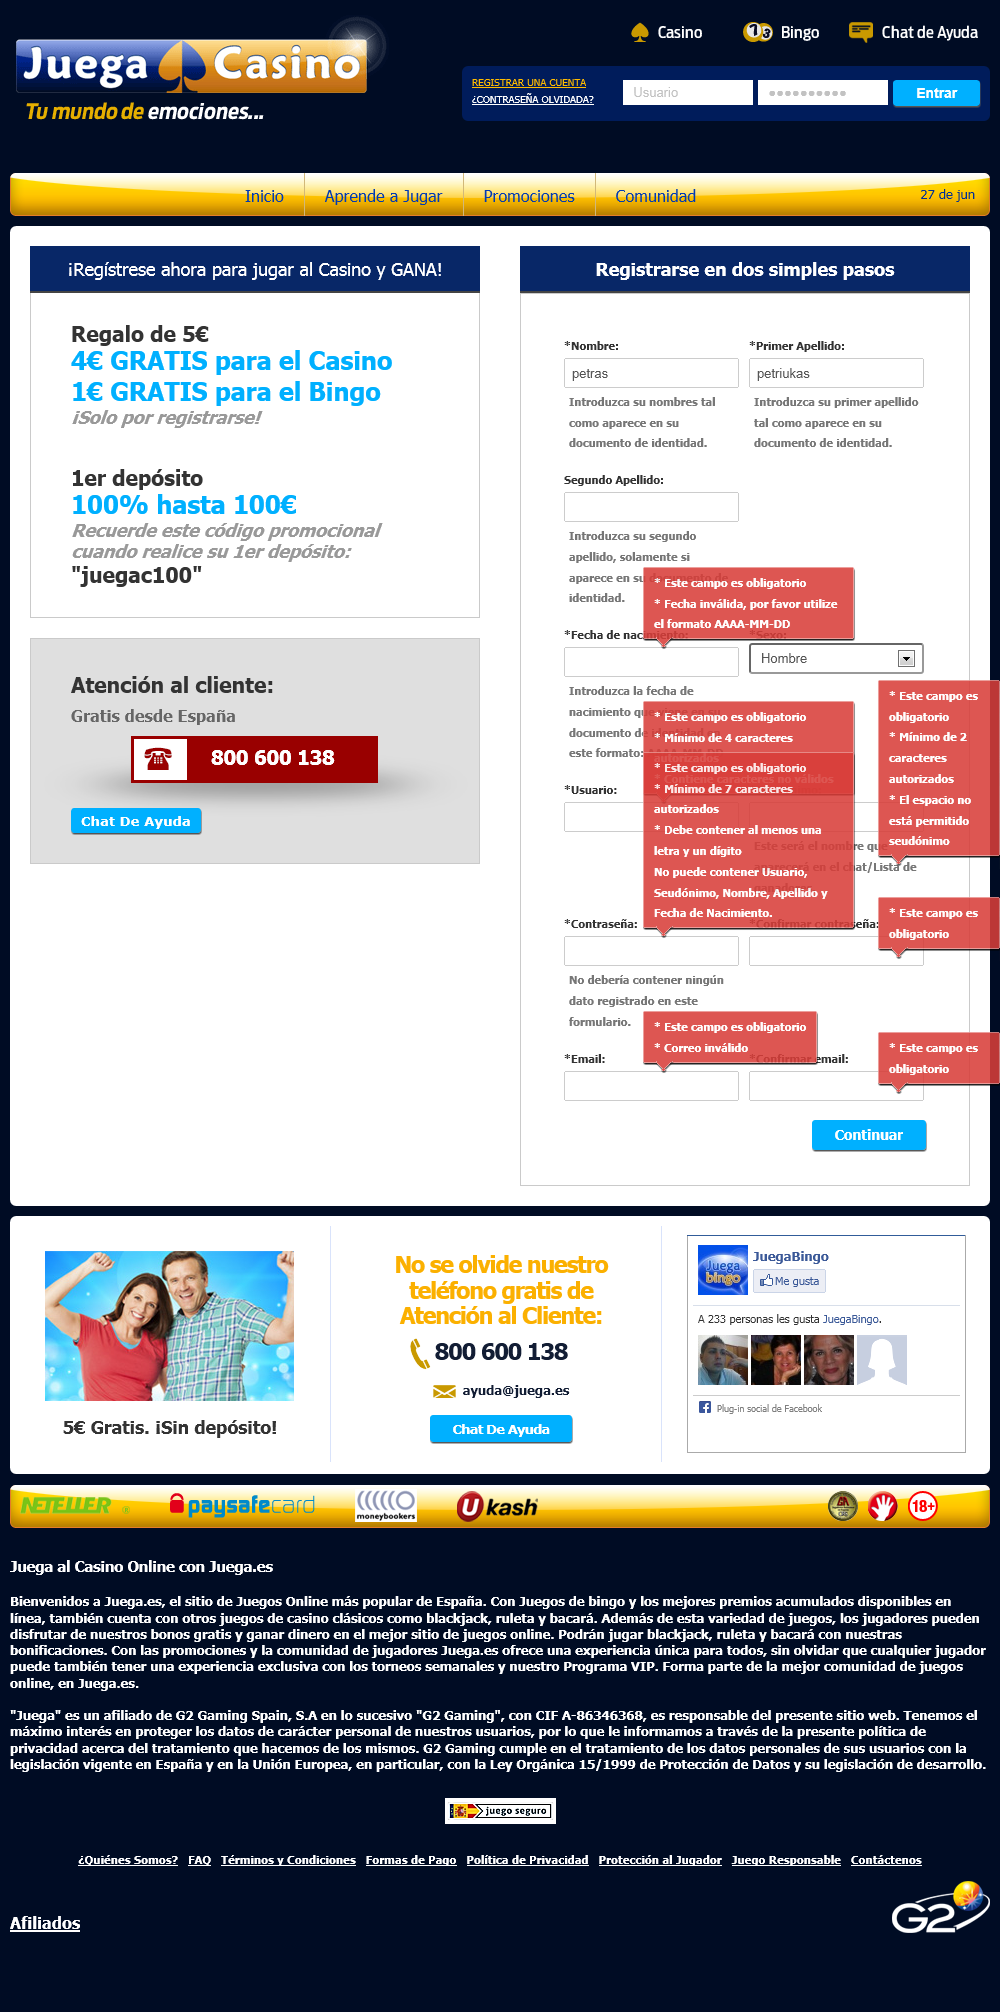 Casino
Bingo
Chat de Ayuda
Juega Casino
Tu mundo de emociones...
REGISTRAR UNA CUENTA
¿CONTRASEÑA OLVIDADA?
Usuario
Entrar
Inicio
Aprende a Jugar
Promociones
Comunidad
27 de jun
¡Regístrese ahora para jugar al Casino y GANA!
Regalo de 5€
4€ GRATIS para el Casino
1€ GRATIS para el Bingo
¡Solo por registrarse!
1er depósito
100% hasta 100€
Recuerde este código promocional
cuando realice su 1er depósito:
"juegac100"
Atención al cliente:
Gratis desde España
800 600 138
Chat De Ayuda
Registrarse en dos simples pasos
*Nombre:
*Primer Apellido:
petras
petriukas
Introduzca su nombres tal
como aparece en su
documento de identidad.
Introduzca su primer apellido
tal como aparece en su
documento de identidad.
Segundo Apellido:
Introduzca su segundo
apellido, solamente si
aparece en su documento de
identidad.
* Este campo es obligatorio
* Fecha inválida, por favor utilize
el formato AAAA-MM-DD
*Fecha de nacimiento:
*Sexo:
Hombre
Introduzca la fecha de
nacimiento que viene en su
documento de identidad en
este formato: AAAA-MM-DD
* Este campo es obligatorio
* Mínimo de 4 caracteres
autorizados
* Contiene caracteres no válidos
* Este campo es
obligatorio
* Mínimo de 2
caracteres
autorizados
* El espacio no
está permitido
seudónimo
*Usuario:
Este será el nombre que
aparecerá en el chat/Lista de
* Este campo es obligatorio
* Mínimo de 7 caracteres
autorizados
* Debe contener al menos una
letra y un dígito
No puede contener Usuario,
Seudónimo, Nombre, Apellido y
Fecha de Nacimiento.
* Este campo es
obligatorio
*Contraseña:
*Confirmar contraseña:
No debería contener ningún
dato registrado en este
formulario.
* Este campo es obligatorio
* Correo inválido
* Este campo es
obligatorio
*Email:
*Confirmar email:
Continuar
5€ Gratis. ¡Sin depósito!
No se olvide nuestro
teléfono gratis de
Atención al Cliente:
800 600 138
ayuda@juega.es
Chat De Ayuda
Juega
bingo
JuegaBingo
Me gusta
A 233 personas les gusta JuegaBingo.
Plug-in social de Facebook
NETELLER
paysafecard
moneybookers
Ukash
18+
Juega al Casino Online con Juega.es
Bienvenidos a Juega.es, el sitio de Juegos Online más popular de España. Con Juegos de bingo y los mejores premios acumulados disponibles en
línea, también cuenta con otros juegos de casino clásicos como blackjack, ruleta y bacará. Además de esta variedad de juegos, los jugadores pueden
disfrutar de nuestros bonos gratis y ganar dinero en el mejor sitio de juegos online. Podrán jugar blackjack, ruleta y bacará con nuestras
bonificaciones. Con las promociones y la comunidad de jugadores Juega.es ofrece una experiencia única para todos, sin olvidar que cualquier jugador
puede también tener una experiencia exclusiva con los torneos semanales y nuestro Programa VIP. Forma parte de la mejor comunidad de juegos
online, en Juega.es.
"Juega" es un afiliado de G2 Gaming Spain, S.A en lo sucesivo "G2 Gaming", con CIF A-86346368, es responsable del presente sitio web. Tenemos el
máximo interés en proteger los datos de carácter personal de nuestros usuarios, por lo que le informamos a través de la presente política de
privacidad acerca del tratamiento que hacemos de los mismos. G2 Gaming cumple en el tratamiento de los datos personales de sus usuarios con la
legislación vigente en España y en la Unión Europea, en particular, con la Ley Orgánica 15/1999 de Protección de Datos y su legislación de desarrollo.
juego seguro
¿Quiénes Somos?
FAQ
Términos y Condiciones
Formas de Pago
Política de Privacidad
Protección al Jugador
Juego Responsable
Contáctenos
Afiliados
G2